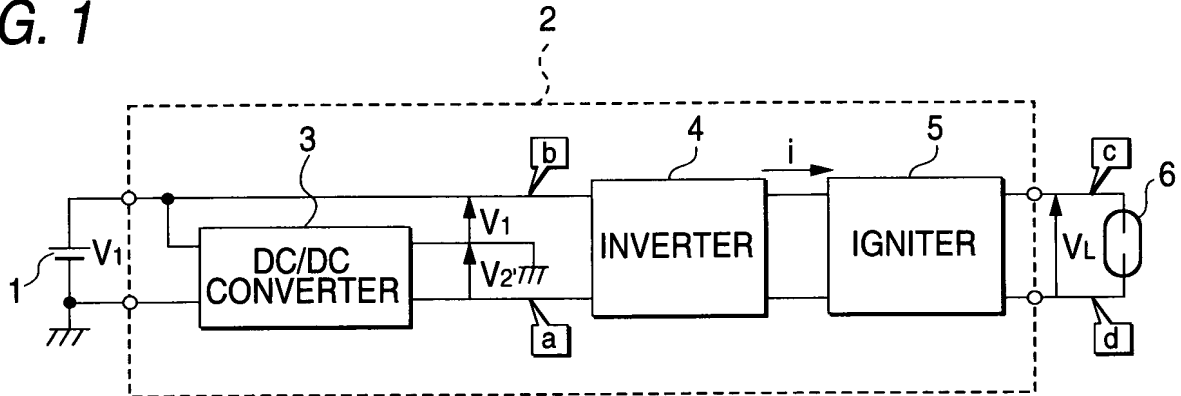 G. 1
2
3
4
5
6
b
i
c
V1
1
DC/DC
CONVERTER
V1
V2'
INVERTER
IGNITER
VL
a
d